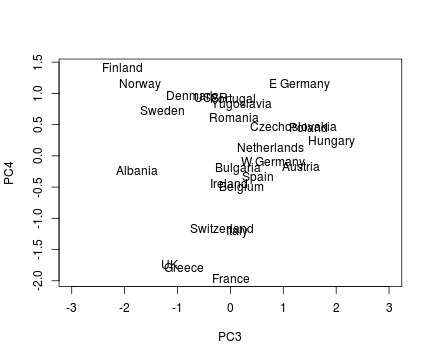 1.5
Finland
Norway
E Germany
1.0
Denmark
USSR
Portugal
Yugoslavia
Sweden
Romania
0.5
Czechoslovakia
Poland
Hungary
Netherlands
0.0
W Germany
Albania
Bulgaria
Austria
Spain
Ireland
-0.5
Belgium
PC4
-1.0
Switzerland
Italy
-1.5
UK
Greece
France
-2.0
-3
-2
-1
0
1
2
3
PC3